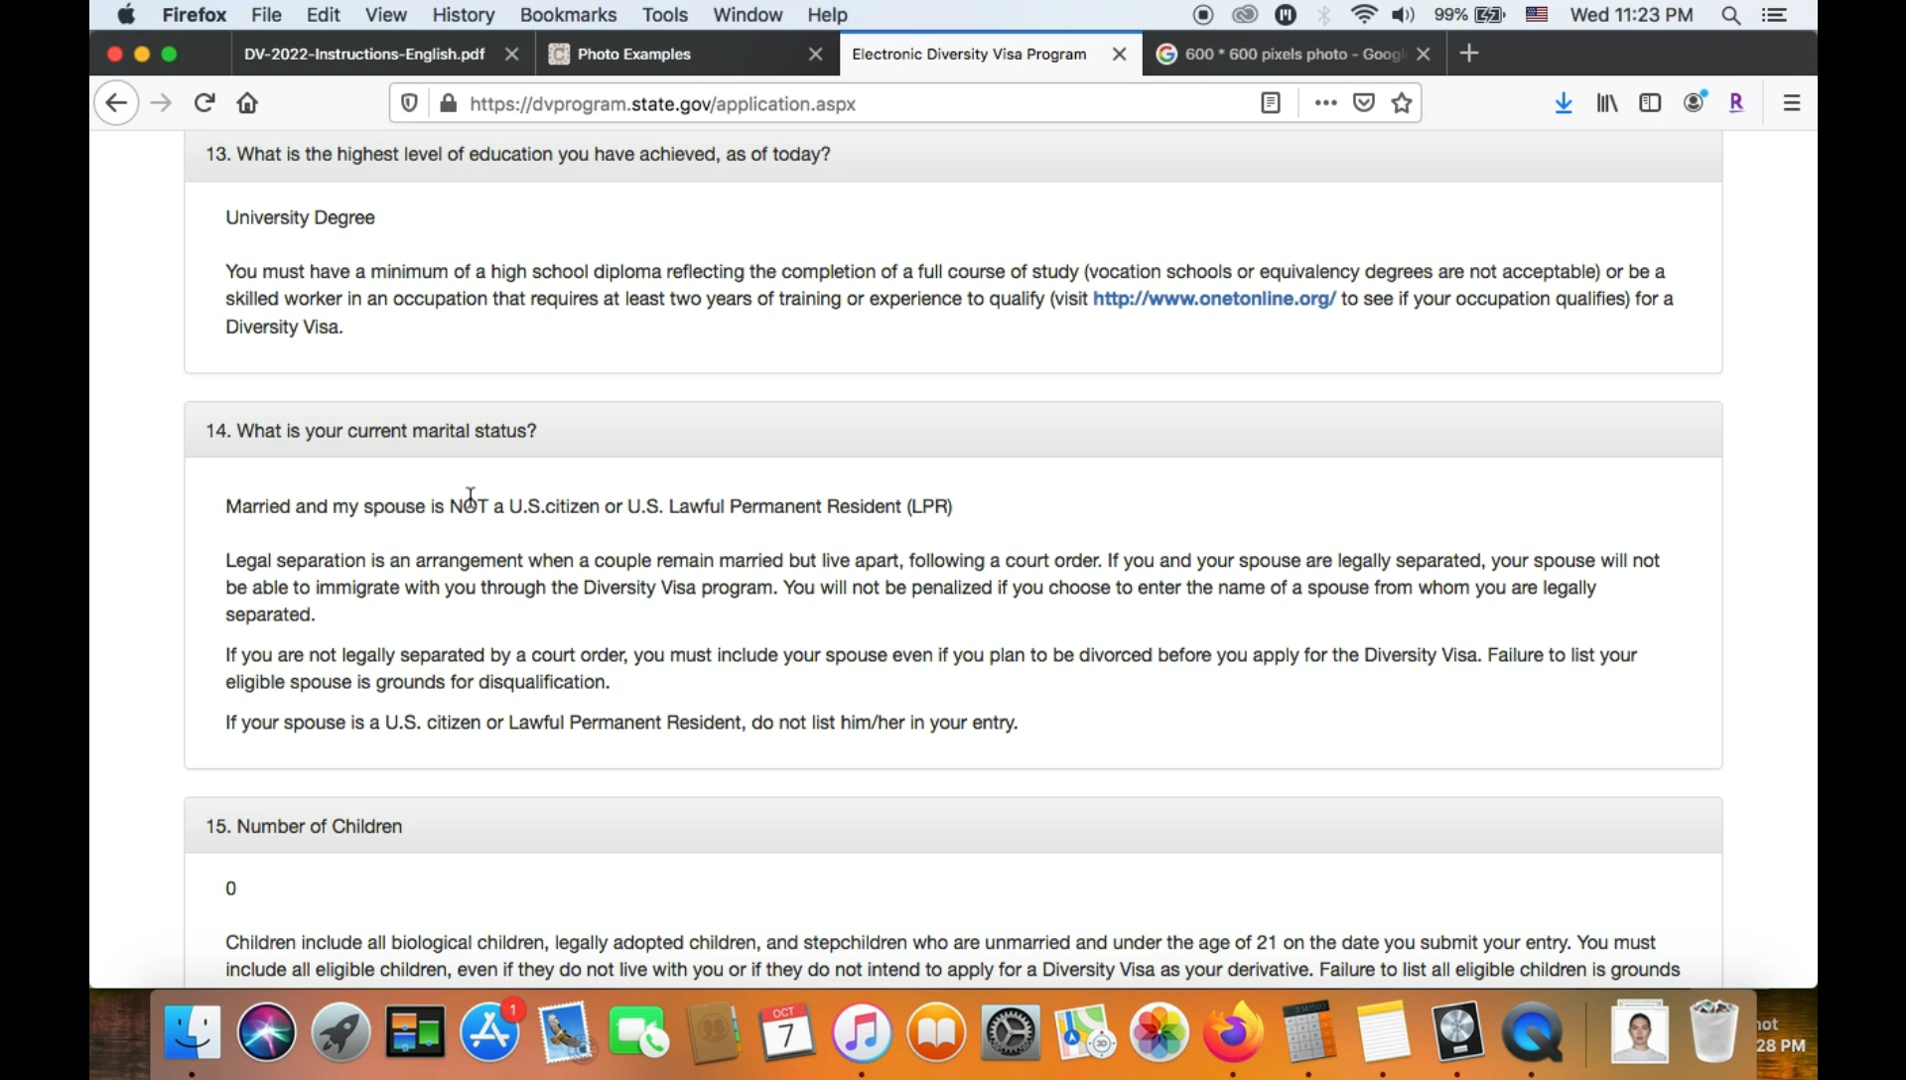 Firefox File Edit View History Bookmarks Tools Window Help 99% Wed 11:23 PM
DV-2022-Instructions-English.pdf Photo Examples Electronic Diversity Visa Program 600 * 600 pixels photo - Googl
https://dvprogram.state.gov/application.aspx R
13. What is the highest level of education you have achieved, as of today?
University Degree
You must have a minimum of a high school diploma reflecting the completion of a full course of study (vocation schools or equivalency degrees are not acceptable) or be a
skilled worker in an occupation that requires at least two years of training or experience to qualify (visit http://www.onetonline.org/ to see if your occupation qualifies) for a
Diversity Visa.
14. What is your current marital status?
Married and my spouse is NOT a U.S.citizen or U.S. Lawful Permanent Resident (LPR)
Legal separation is an arrangement when a couple remain married but live apart, following a court order. If you and your spouse are legally separated, your spouse will not
be able to immigrate with you through the Diversity Visa program. You will not be penalized if you choose to enter the name of a spouse from whom you are legally
separated.
If you are not legally separated by a court order, you must include your spouse even if you plan to be divorced before you apply for the Diversity Visa. Failure to list your
eligible spouse is grounds for disqualification.
If your spouse is a U.S. citizen or Lawful Permanent Resident, do not list him/her in your entry.
15. Number of Children
0
Children include all biological children, legally adopted children, and stepchildren who are unmarried and under the age of 21 on the date you submit your entry. You must
include all eligible children, even if they do not live with you or if they do not intend to apply for a Diversity Visa as your derivative. Failure to list all eligible children is grounds
1
OCT
7
3D
not
28 PM